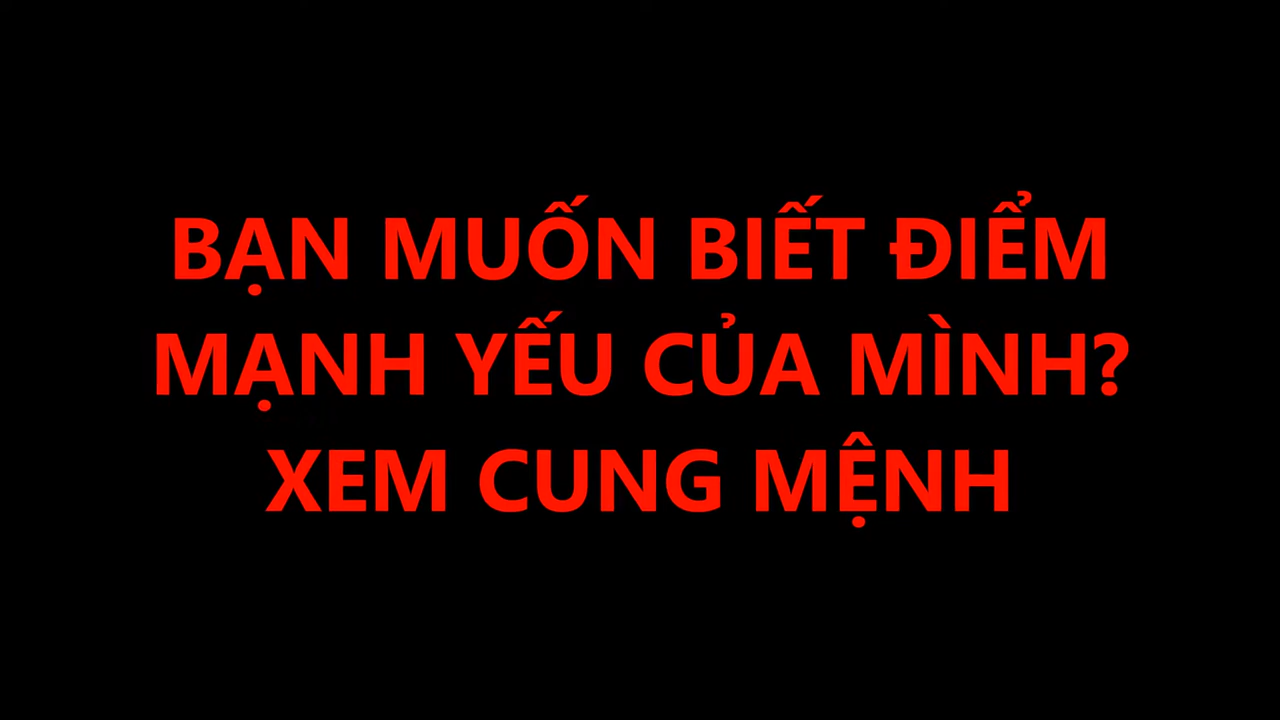 BẠN MUỐN BIẾT ĐIỂM
MẠNH YẾU CỦA MÌNH?
XEM CUNG MỆNH